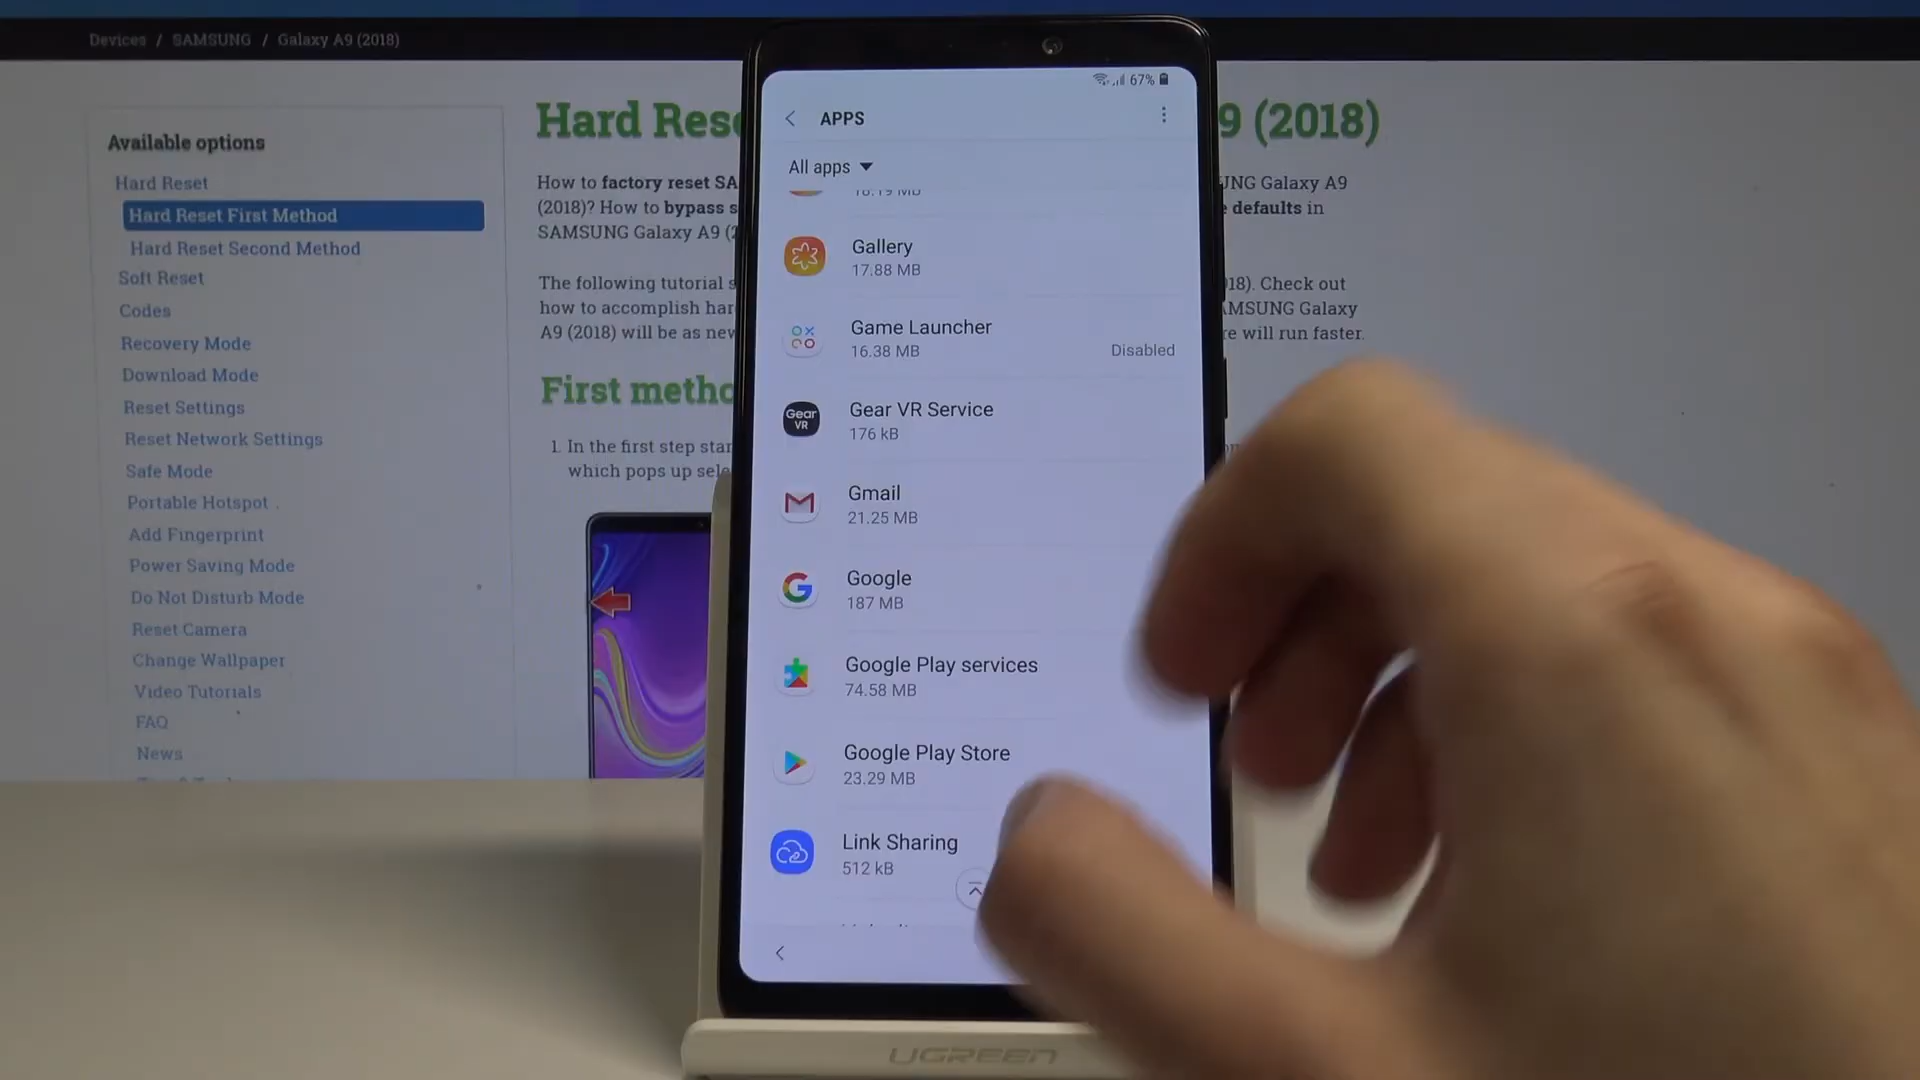 Devices / SAMSUNG / Galaxy A9 (2018)
Available options
Hard Reset
Hard Reset First Method
Hard Reset Second Method
Soft Reset
Codes
Recovery Mode
Download Mode
Reset Settings
Reset Network Settings
Safe Mode
Portable Hotspot
Add Fingerprint
Power Saving Mode
Do Not Disturb Mode
Reset Camera
Change Wallpaper
Video Tutorials
FAQ
News
Hard Res 9 (2018)
How to factory reset SA UNG Galaxy A9
(2018)? How to bypass s defaults in
SAMSUNG Galaxy A9 (
The following tutorial s 18). Check out
how to accomplish har AMSUNG Galaxy
A9 (2018) will be as new re will run faster.
First metho
1. In the first step star
which pops up sele
67%
APPS
All apps
Gallery
17.88 MB
Game Launcher
16.38 MB
Disabled
Gear VR
Gear VR Service
176 kB
Gmail
21.25 MB
Google
187 MB
Google Play services
74.58 MB
Google Play Store
23.29 MB
Link Sharing
512 kB
UGREEN